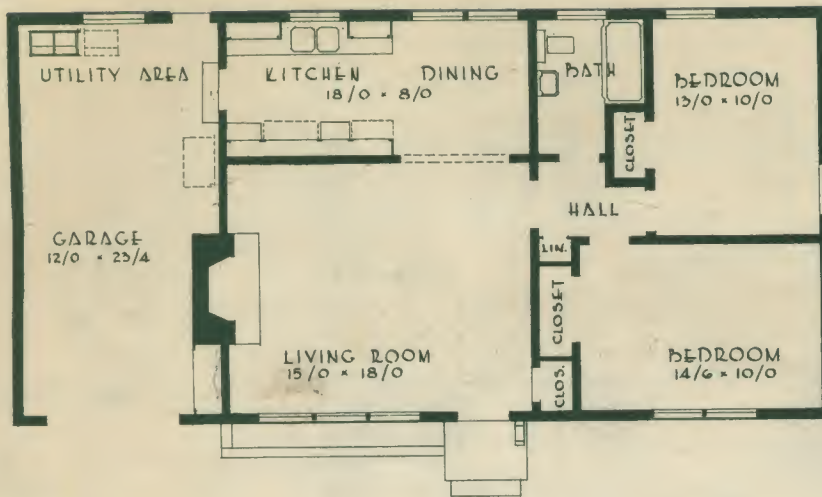 UTILITY AREA
KITCHEN DINING
18/0 × 8/0
BATH
BEDROOM
13/0 × 10/0
CLOSET
HALL
GARAGE
12/0 × 23/4
LIN.
CLOSET
LIVING ROOM
15/0 × 18/0
CLOS.
BEDROOM
14/6 × 10/0